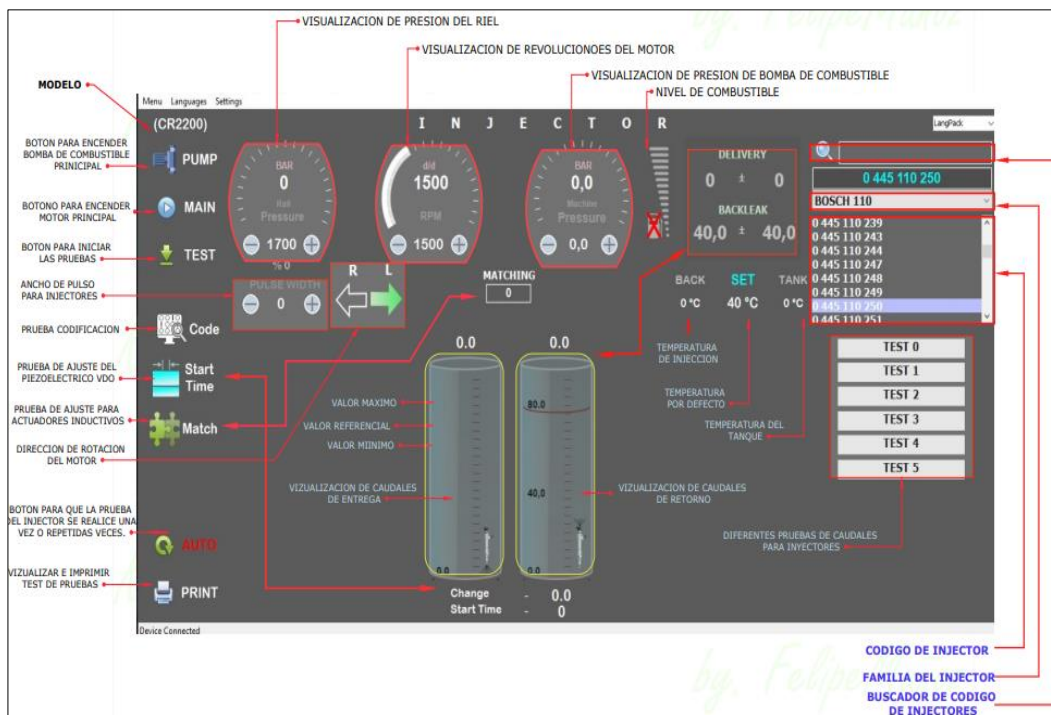 by. FelipeMuñoz
VISUALIZACION DE PRESION DEL RIEL
VISUALIZACION DE REVOLUCIONOES DEL MOTOR
VISUALIZACION DE PRESION DE BOMBA DE COMBUSTIBLE
NIVEL DE COMBUSTIBLE
MODELO
Menu Languages Settings
(CR2200)
I N J E C T O R
LangPack
BOTON PARA ENCENDER
BOMBA DE COMBUSTIBLE
PRINICIPAL
PUMP
BOTONO PARA ENCENDER
MOTOR PRINCIPAL
MAIN
BOTON PARA INICIAR
LAS PRUEBAS
TEST
BAR
0
Rail
Pressure
1700
% 0
d/d
1500
RPM
1500
BAR
0,0
Machine
Pressure
0,0
DELIVERY
0 ± 0
BACKLEAK
40,0 ± 40,0
0 445 110 250
BOSCH 110
0 445 110 239
0 445 110 243
0 445 110 244
0 445 110 247
0 445 110 248
0 445 110 249
0 445 110 250
0 445 110 251
ANCHO DE PULSO
PARA INJECTORES
PULSE WIDTH
0
R L
MATCHING
0
BACK SET TANK
0 °C 40 °C 0 °C
PRUEBA CODIFICACION
Code
PRUEBA DE AJUSTE DEL
PIEZOELECTRICO VDO
Start
Time
PRUEBA DE AJUSTE PARA
ACTUADORES INDUCTIVOS
Match
DIRECCION DE ROTACION
DEL MOTOR
0.0 0.0
TEMPERATURA
DE INJECCION
TEMPERATURA
POR DEFECTO
TEMPERATURA DEL
TANQUE
TEST 0
TEST 1
TEST 2
TEST 3
TEST 4
TEST 5
VALOR MAXIMO
VALOR REFERENCIAL
VALOR MINIMO
80.0
40,0
VIZUALIZACION DE CAUDALES
DE ENTREGA
VIZUALIZACION DE CAUDALES
DE RETORNO
0.0 0.0
DIFERENTES PRUEBAS DE CAUDALES
PARA INYECTORES
BOTON PARA QUE LA PRUEBA
DEL INJECTOR SE REALICE UNA
VEZ O REPETIDAS VECES.
AUTO
VIZUALIZAR E IMPRIMIR
TEST DE PRUEBAS
PRINT
Change - 0.0
Start Time - 0
Device Connected
CODIGO DE INJECTOR
FAMILIA DEL INJECTOR
BUSCADOR DE CODIGO
DE INJECTORES